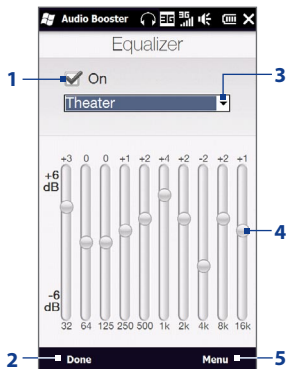 Audio Booster
Equalizer
1
On
3
Theater
+3 0 0 +1 +2 +4 +2 -2 +2 +1
+6
dB
4
-6
dB
32 64 125 250 500 1k 2k 4k 8k 16k
2
Done
Menu
5